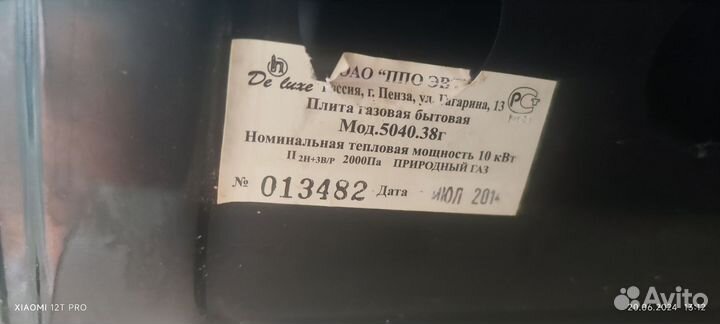 De luxe
ОАО "ППО ЭВТ
Россия, г. Пенза, ул. Гагарина, 13
Плита газовая бытовая
Мод.5040.38г
Номинальная тепловая мощность 10 кВт
II 2Н+3В/Р 2000Па ПРИРОДНЫЙ ГАЗ
№ 013482 Дата ИЮЛ 2014
XIAOMI 12T PRO
20.06.2024 13:12
Avito